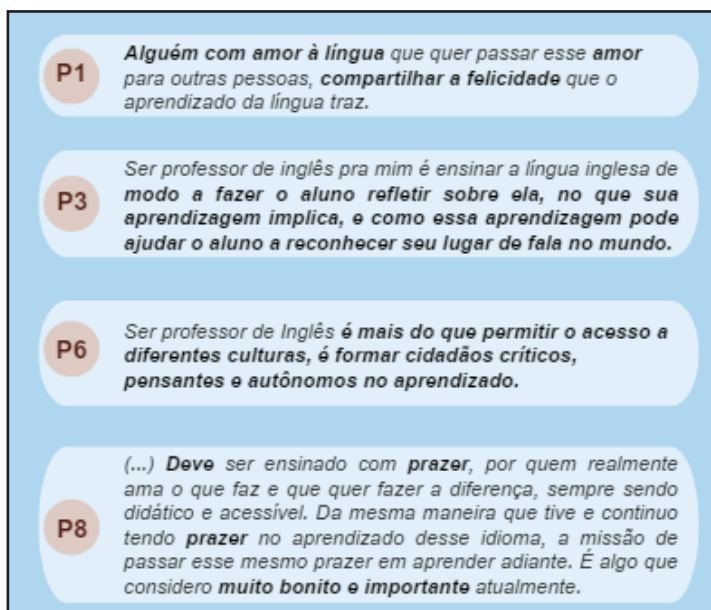 P1
Alguém com amor à língua que quer passar esse amor
para outras pessoas, compartilhar a felicidade que o
aprendizado da língua traz.
P3
Ser professor de inglês pra mim é ensinar a língua inglesa de
modo a fazer o aluno refletir sobre ela, no que sua
aprendizagem implica, e como essa aprendizagem pode
ajudar o aluno a reconhecer seu lugar de fala no mundo.
P6
Ser professor de Inglês é mais do que permitir o acesso a
diferentes culturas, é formar cidadãos críticos,
pensantes e autônomos no aprendizado.
P8
(...) Deve ser ensinado com prazer, por quem realmente
ama o que faz e que quer fazer a diferença, sempre sendo
didático e acessível. Da mesma maneira que tive e continuo
tendo prazer no aprendizado desse idioma, a missão de
passar esse mesmo prazer em aprender adiante. É algo que
considero muito bonito e importante atualmente.